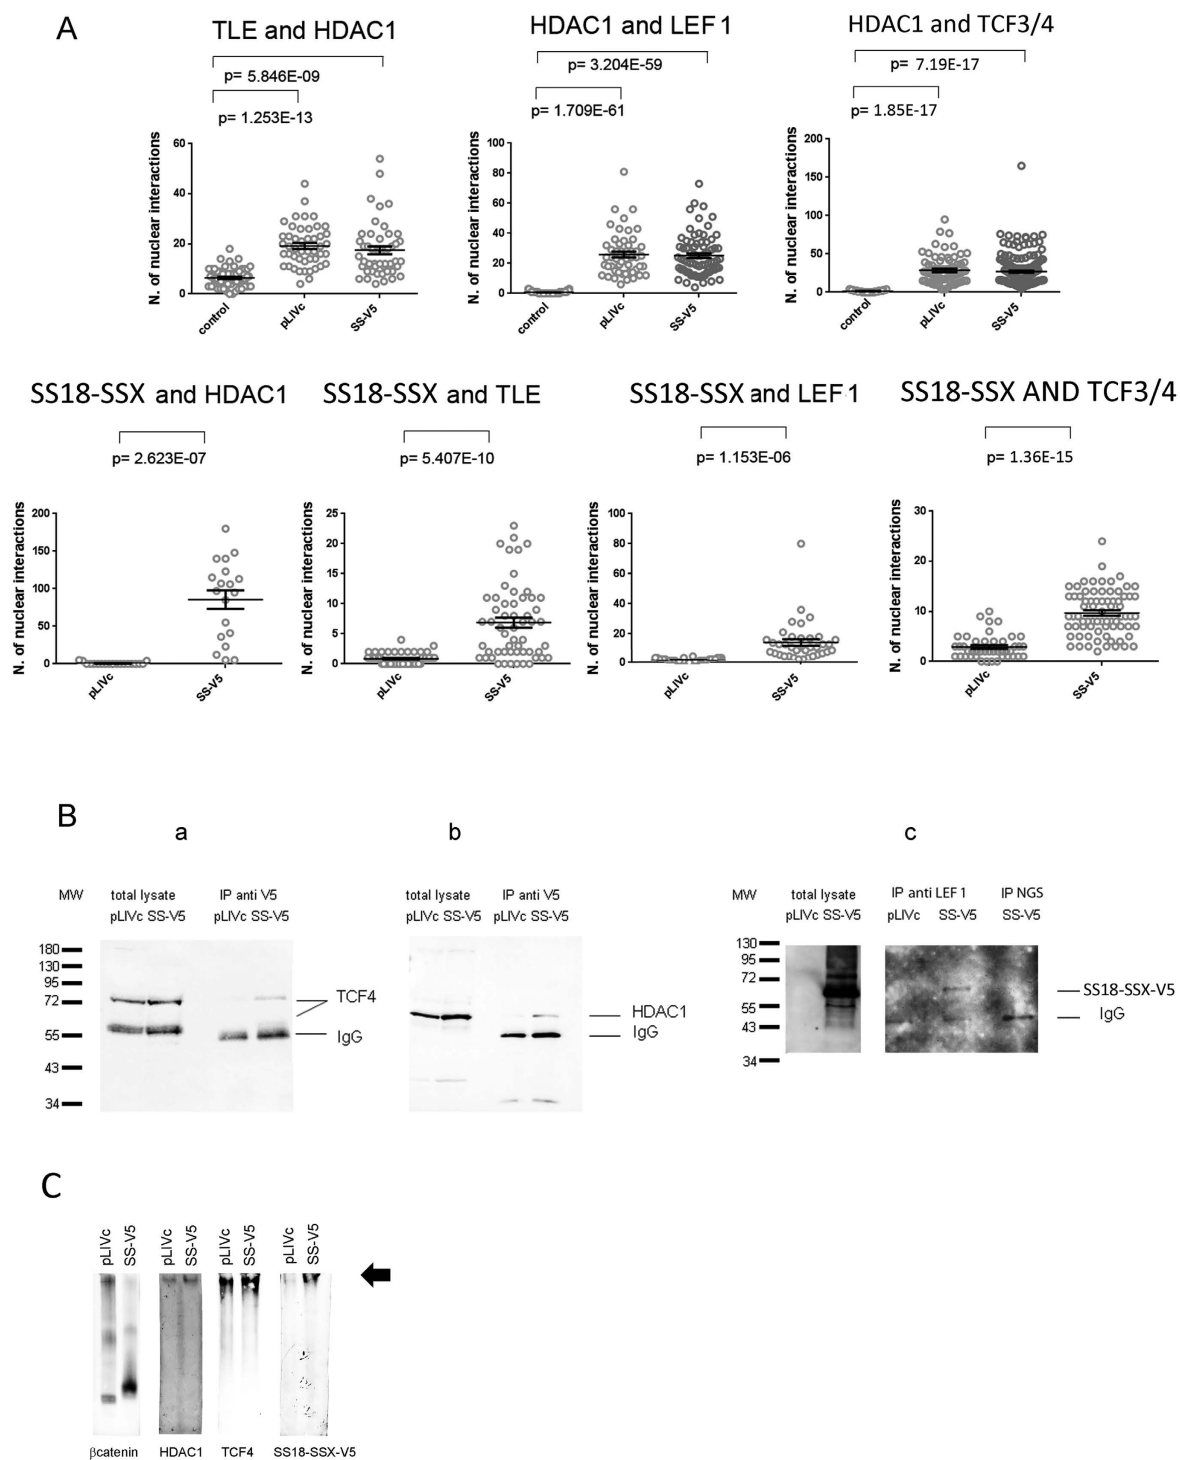 A
TLE and HDAC1
p= 5.846E-09
p= 1.253E-13
N. of nuclear interactions
60
40
20
0
control
pLIVc
SS-V5
HDAC1 and LEF1
p= 3.204E-59
p= 1.709E-61
N. of nuclear interactions
100
80
60
40
20
0
control
pLIVc
SS-V5
HDAC1 and TCF3/4
p= 7.19E-17
p= 1.85E-17
N. of nuclear interactions
200
150
100
50
0
control
pLIVc
SS-V5
SS18-SSX and HDAC1
p= 2.623E-07
N. of nuclear interactions
200
150
100
50
0
pLIVc
SS-V5
SS18-SSX and TLE
p= 5.407E-10
N. of nuclear interactions
25
20
15
10
5
0
pLIVc
SS-V5
SS18-SSX and LEF1
p= 1.153E-06
N. of nuclear interactions
100
80
60
40
20
0
pLIVc
SS-V5
SS18-SSX AND TCF3/4
p= 1.36E-15
N. of nuclear interactions
30
20
10
0
pLIVc
SS-V5
B
a
MW
total lysate
IP anti V5
pLIVc SS-V5
pLIVc SS-V5
180
130
95
72
55
43
34
TCF4
IgG
b
total lysate
IP anti V5
pLIVc SS-V5
pLIVc SS-V5
HDAC1
IgG
c
MW
total lysate
IP anti LEF1
IP NGS
pLIVc SS-V5
pLIVc
SS-V5
SS-V5
130
95
72
55
43
34
SS18-SSX-V5
IgG
C
pLIVc
SS-V5
pLIVc
SS-V5
pLIVc
SS-V5
pLIVc
SS-V5
βcatenin
HDAC1
TCF4
SS18-SSX-V5